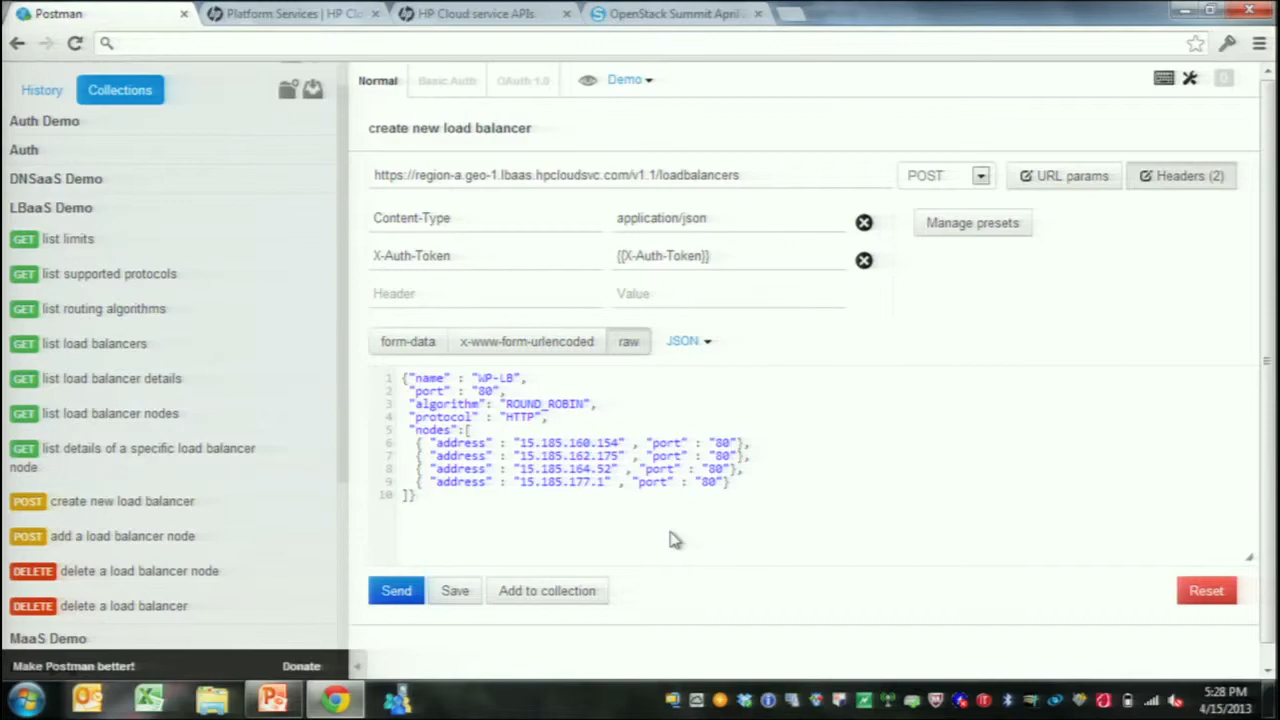 Postman
Platform Services | HP Clo
HP Cloud service APIs
OpenStack Summit April
History
Collections
Auth Demo
Auth
DNSaaS Demo
LBaaS Demo
GET list limits
GET list supported protocols
GET list routing algorithms
GET list load balancers
GET list load balancer details
GET list load balancer nodes
GET list details of a specific load balancer
node
POST create new load balancer
POST add a load balancer node
DELETE delete a load balancer node
DELETE delete a load balancer
MaaS Demo
Make Postman better! Donate
Normal
Basic Auth
OAuth 1.0
Demo
0
create new load balancer
https://region-a.geo-1.lbaas.hpcloudsvc.com/v1.1/loadbalancers
POST
URL params
Headers (2)
Content-Type application/json
Manage presets
X-Auth-Token {{X-Auth-Token}}
Header Value
form-data x-www-form-urlencoded raw JSON
1 {"name" : "WP-LB",
2 "port" : "80",
3 "algorithm": "ROUND_ROBIN",
4 "protocol" : "HTTP",
5 "nodes":[
6 { "address" : "15.185.160.154" , "port" : "80"},
7 { "address" : "15.185.162.175" , "port" : "80"},
8 { "address" : "15.185.164.52" , "port" : "80"},
9 { "address" : "15.185.177.1" , "port" : "80"}
10 ]}
Send Save Add to collection Reset
5:28 PM
4/15/2013